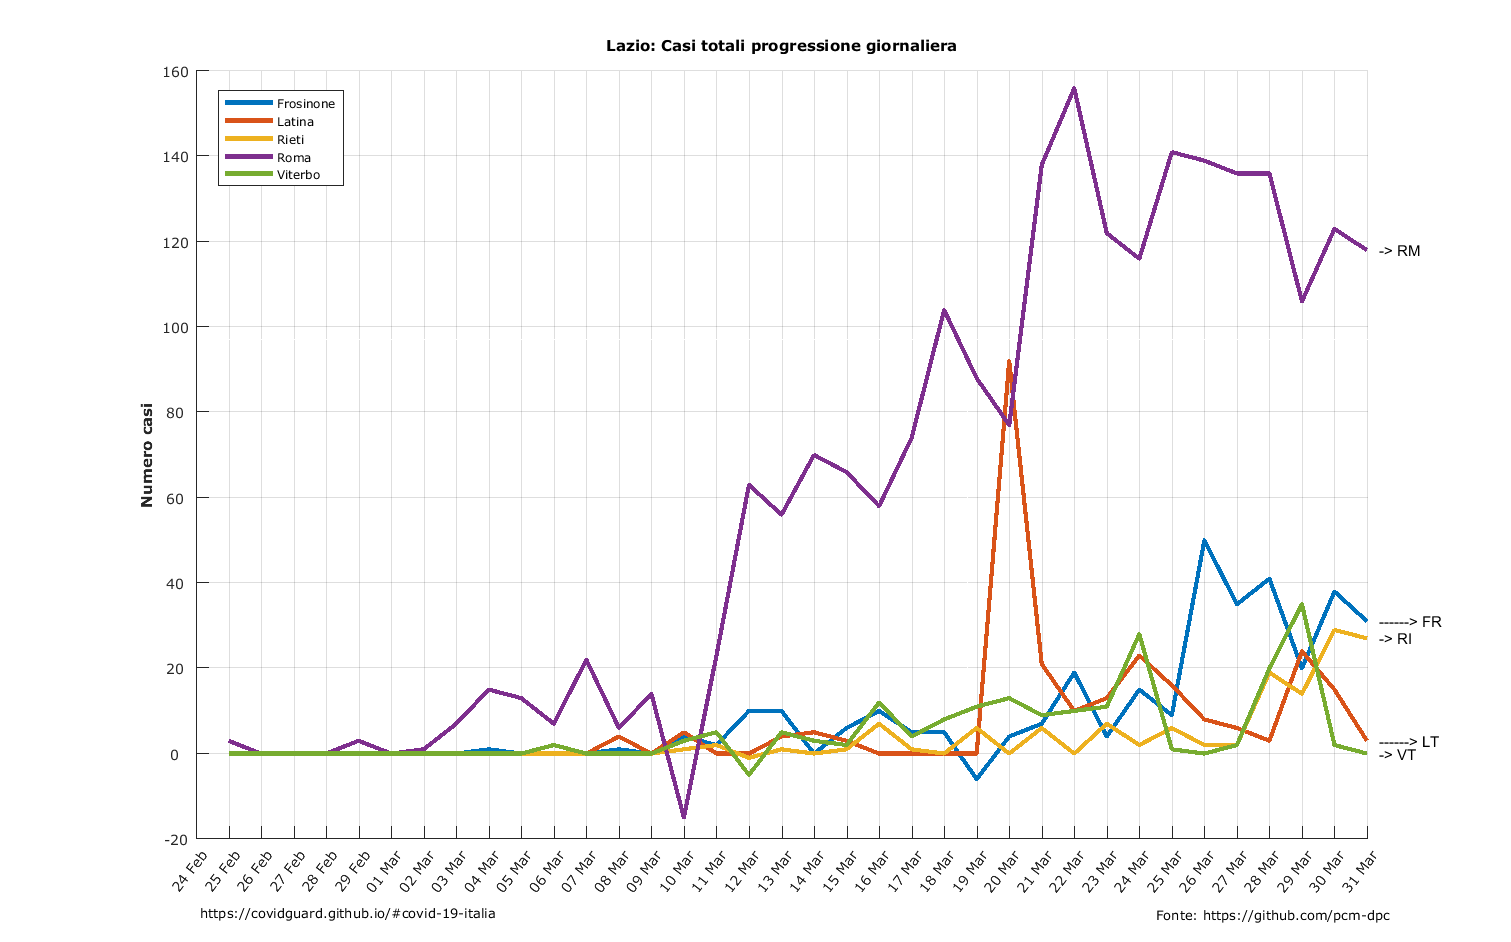 Lazio: Casi totali progressione giornaliera
160
140
120
100
80
60
40
20
0
-20
Numero casi
Frosinone
Latina
Rieti
Roma
Viterbo
-> RM
------> FR
-> RI
------> LT
-> VT
24 Feb
25 Feb
26 Feb
27 Feb
28 Feb
29 Feb
01 Mar
02 Mar
03 Mar
04 Mar
05 Mar
06 Mar
07 Mar
08 Mar
09 Mar
10 Mar
11 Mar
12 Mar
13 Mar
14 Mar
15 Mar
16 Mar
17 Mar
18 Mar
19 Mar
20 Mar
21 Mar
22 Mar
23 Mar
24 Mar
25 Mar
26 Mar
27 Mar
28 Mar
29 Mar
30 Mar
31 Mar
https://covidguard.github.io/#covid-19-italia
Fonte: https://github.com/pcm-dpc